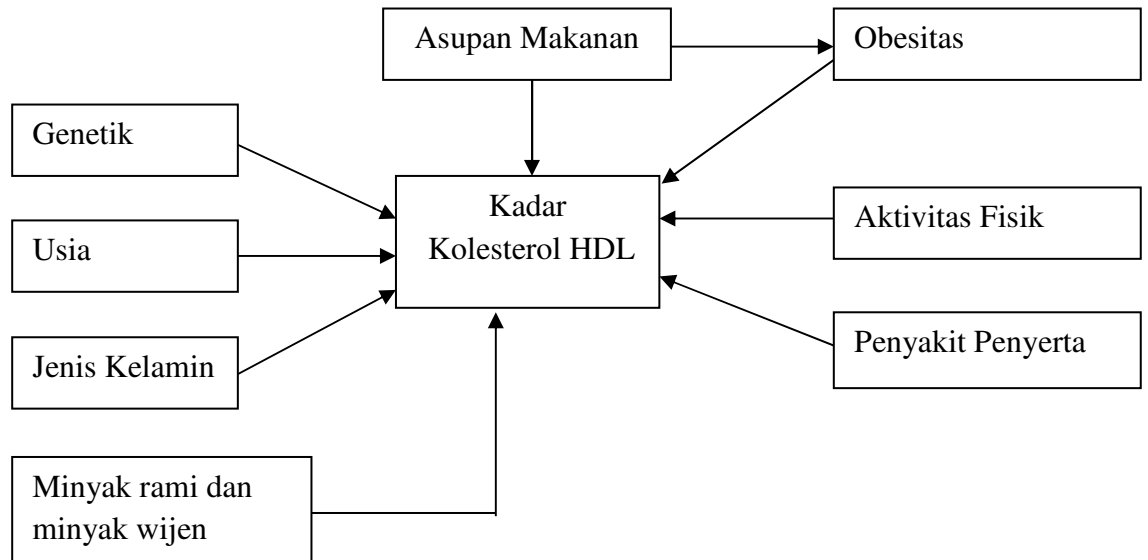 Asupan Makanan
Obesitas
Genetik
Kadar
Kolesterol HDL
Usia
Aktivitas Fisik
Jenis Kelamin
Penyakit Penyerta
Minyak rami dan
minyak wijen